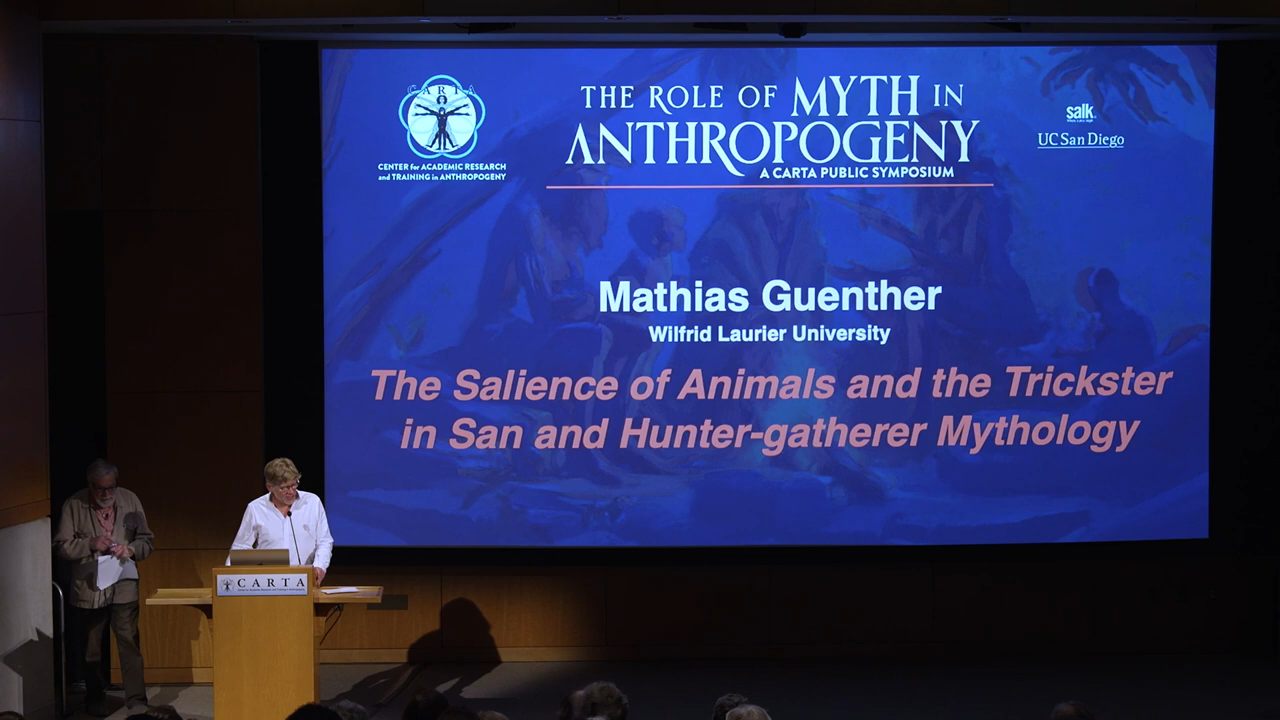 CARTA
CENTER for ACADEMIC RESEARCH
and TRAINING in ANTHROPOGENY
THE ROLE OF MYTH IN
ANTHROPOGENY
A CARTA PUBLIC SYMPOSIUM
salk
UC San Diego
Mathias Guenther
Wilfrid Laurier University
The Salience of Animals and the Trickster
in San and Hunter-gatherer Mythology
CARTA